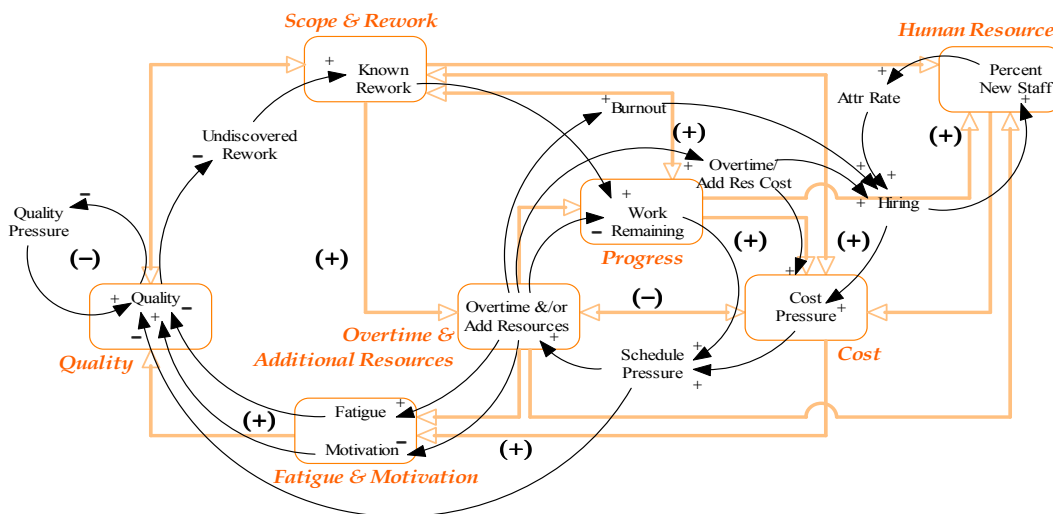 Scope & Rework
Human Resource
+
Known
Rework
+
Percent
New Staff
+
Attr Rate
+
Burnout
(+)
(+)
Undiscovered
Rework
−
+
Overtime/
Add Res Cost
+
+
+
Hiring
−
Quality
Pressure
(−)
+
Work
Remaining
−
Progress
(+)
(+)
(+)
+
Quality
+
−
−
Quality
Overtime &/or
Add Resources
+
(−)
+
Cost
Pressure
+
Cost
Overtime &
Additional Resources
Schedule
Pressure
+
+
Fatigue
+
(+)
Motivation
−
(+)
Fatigue & Motivation